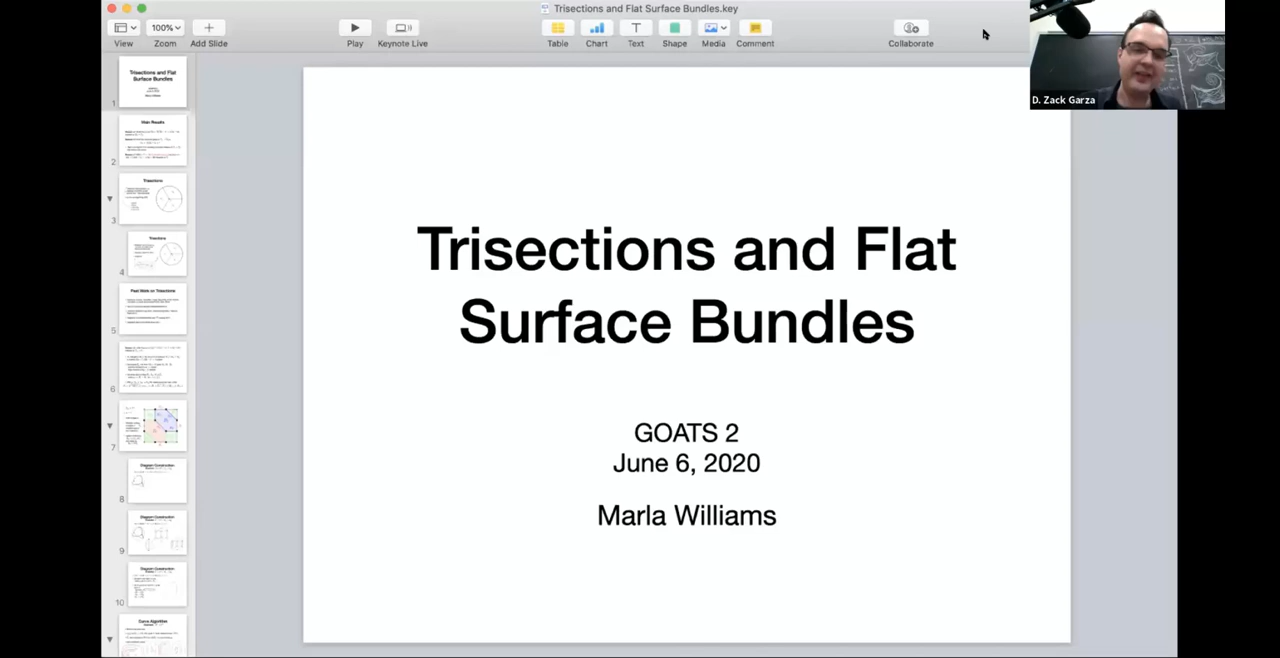 Trisections and Flat Surface Bundles.key
100%
View
Zoom
Add Slide
Play
Keynote Live
Table
Chart
Text
Shape
Media
Comment
Collaborate
D. Zack Garza
Trisections and Flat
Surface Bundles
1
Main Results
2
Trisections
3
Trisections
4
Past Work on Trisections
5
6
7
Diagram Construction
8
Diagram Construction
9
Diagram Construction
10
Curve Algorithm
Trisections and Flat
Surface Bundles
GOATS 2
June 6, 2020
Marla Williams